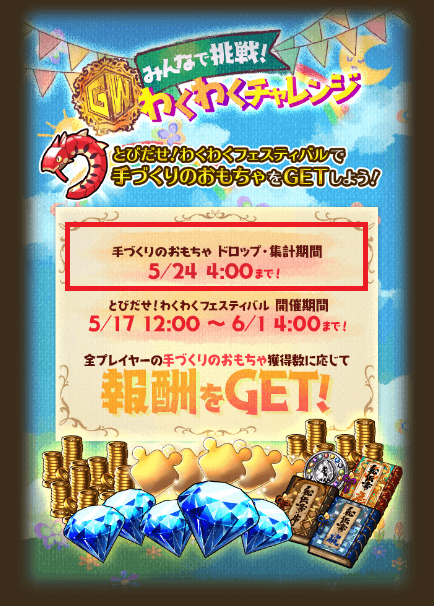 みんなで挑戦!
GW
わくわくチャレンジ
とびだせ!わくわくフェスティバルで
手づくりのおもちゃをGETしよう!
手づくりのおもちゃ ドロップ・集計期間
5/24 4:00まで!
とびだせ!わくわくフェスティバル 開催期間
5/17 12:00 ～ 6/1 4:00まで!
全プレイヤーの手づくりのおもちゃ獲得数に応じて
報酬をGET!